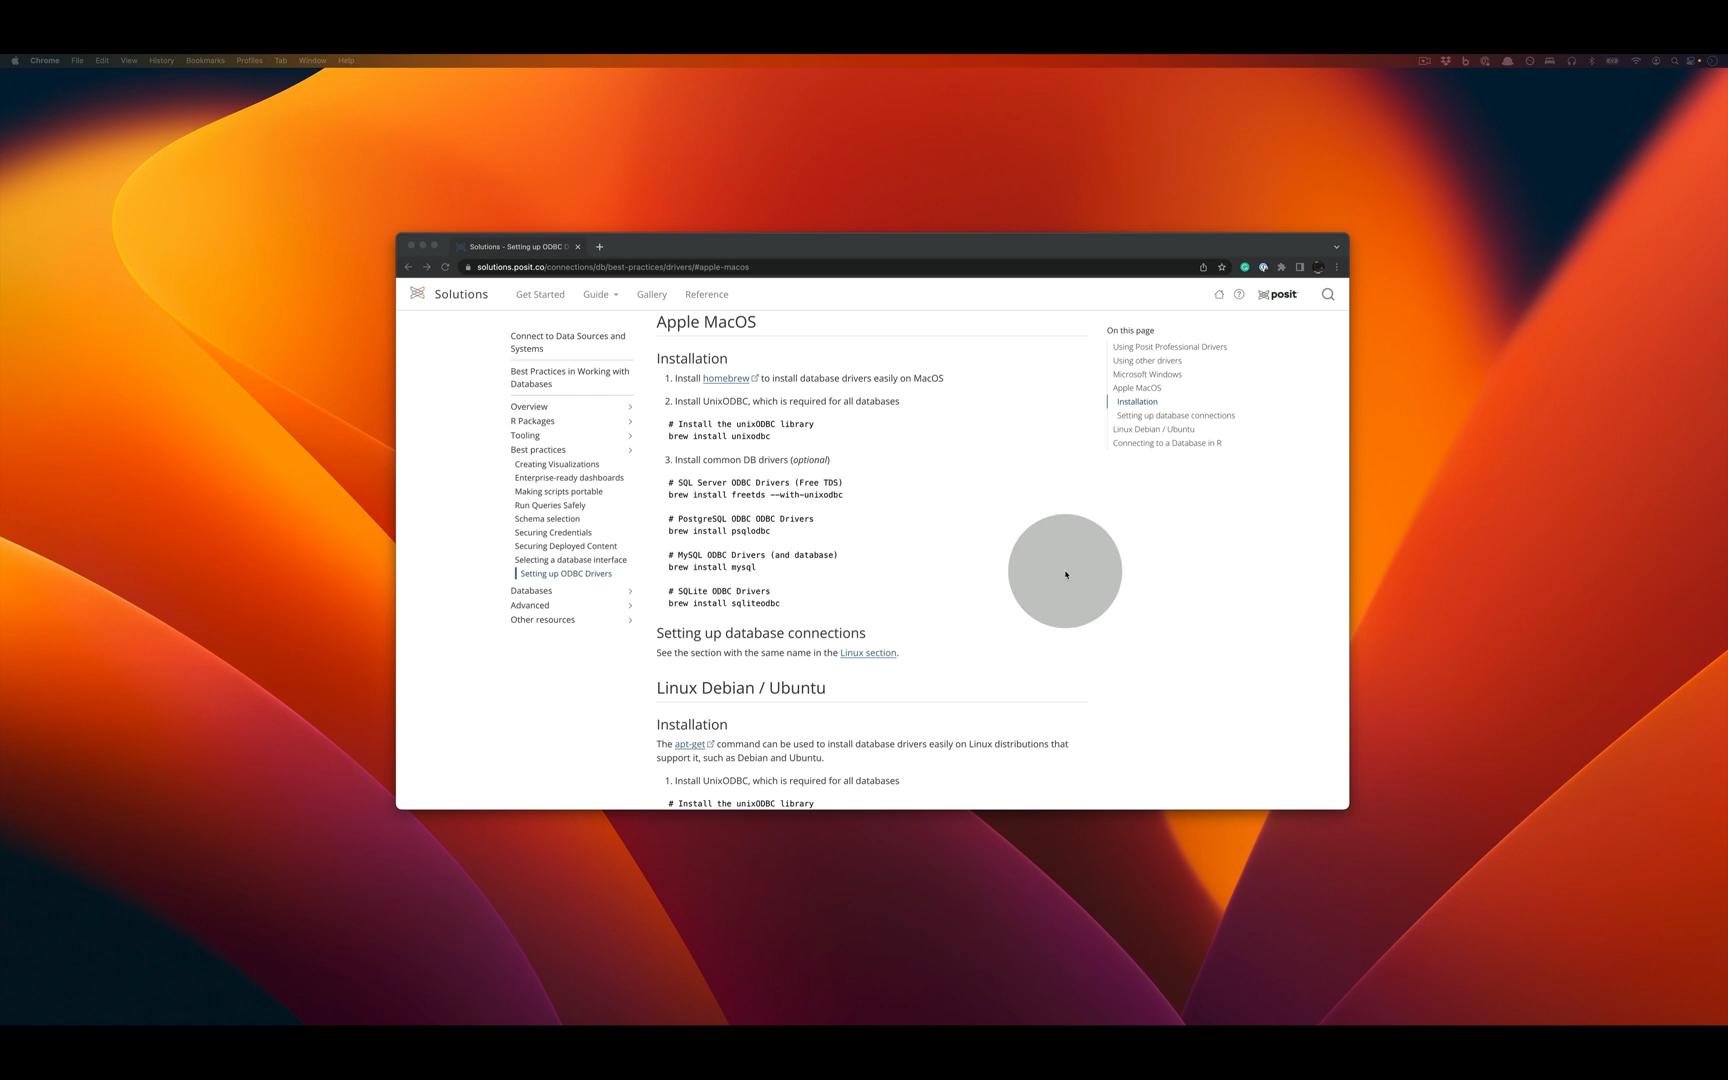 Chrome File Edit View History Bookmarks Profiles Tab Window Help
Solutions - Setting up ODBC D
solutions.posit.co/connections/db/best-practices/drivers/#apple-macos
Solutions Get Started Guide Gallery Reference posit
Connect to Data Sources and
Systems
Best Practices in Working with
Databases
Overview
R Packages
Tooling
Best practices
Creating Visualizations
Enterprise-ready dashboards
Making scripts portable
Run Queries Safely
Schema selection
Securing Credentials
Securing Deployed Content
Selecting a database interface
Setting up ODBC Drivers
Databases
Advanced
Other resources
Apple MacOS
Installation
1. Install homebrew to install database drivers easily on MacOS
2. Install UnixODBC, which is required for all databases
# Install the unixODBC library
brew install unixodbc
3. Install common DB drivers (optional)
# SQL Server ODBC Drivers (Free TDS)
brew install freetds --with-unixodbc
# PostgreSQL ODBC ODBC Drivers
brew install psqlodbc
# MySQL ODBC Drivers (and database)
brew install mysql
# SQLite ODBC Drivers
brew install sqliteodbc
Setting up database connections
See the section with the same name in the Linux section.
Linux Debian / Ubuntu
Installation
The apt-get command can be used to install database drivers easily on Linux distributions that
support it, such as Debian and Ubuntu.
1. Install UnixODBC, which is required for all databases
# Install the unixODBC library
On this page
Using Posit Professional Drivers
Using other drivers
Microsoft Windows
Apple MacOS
Installation
Setting up database connections
Linux Debian / Ubuntu
Connecting to a Database in R